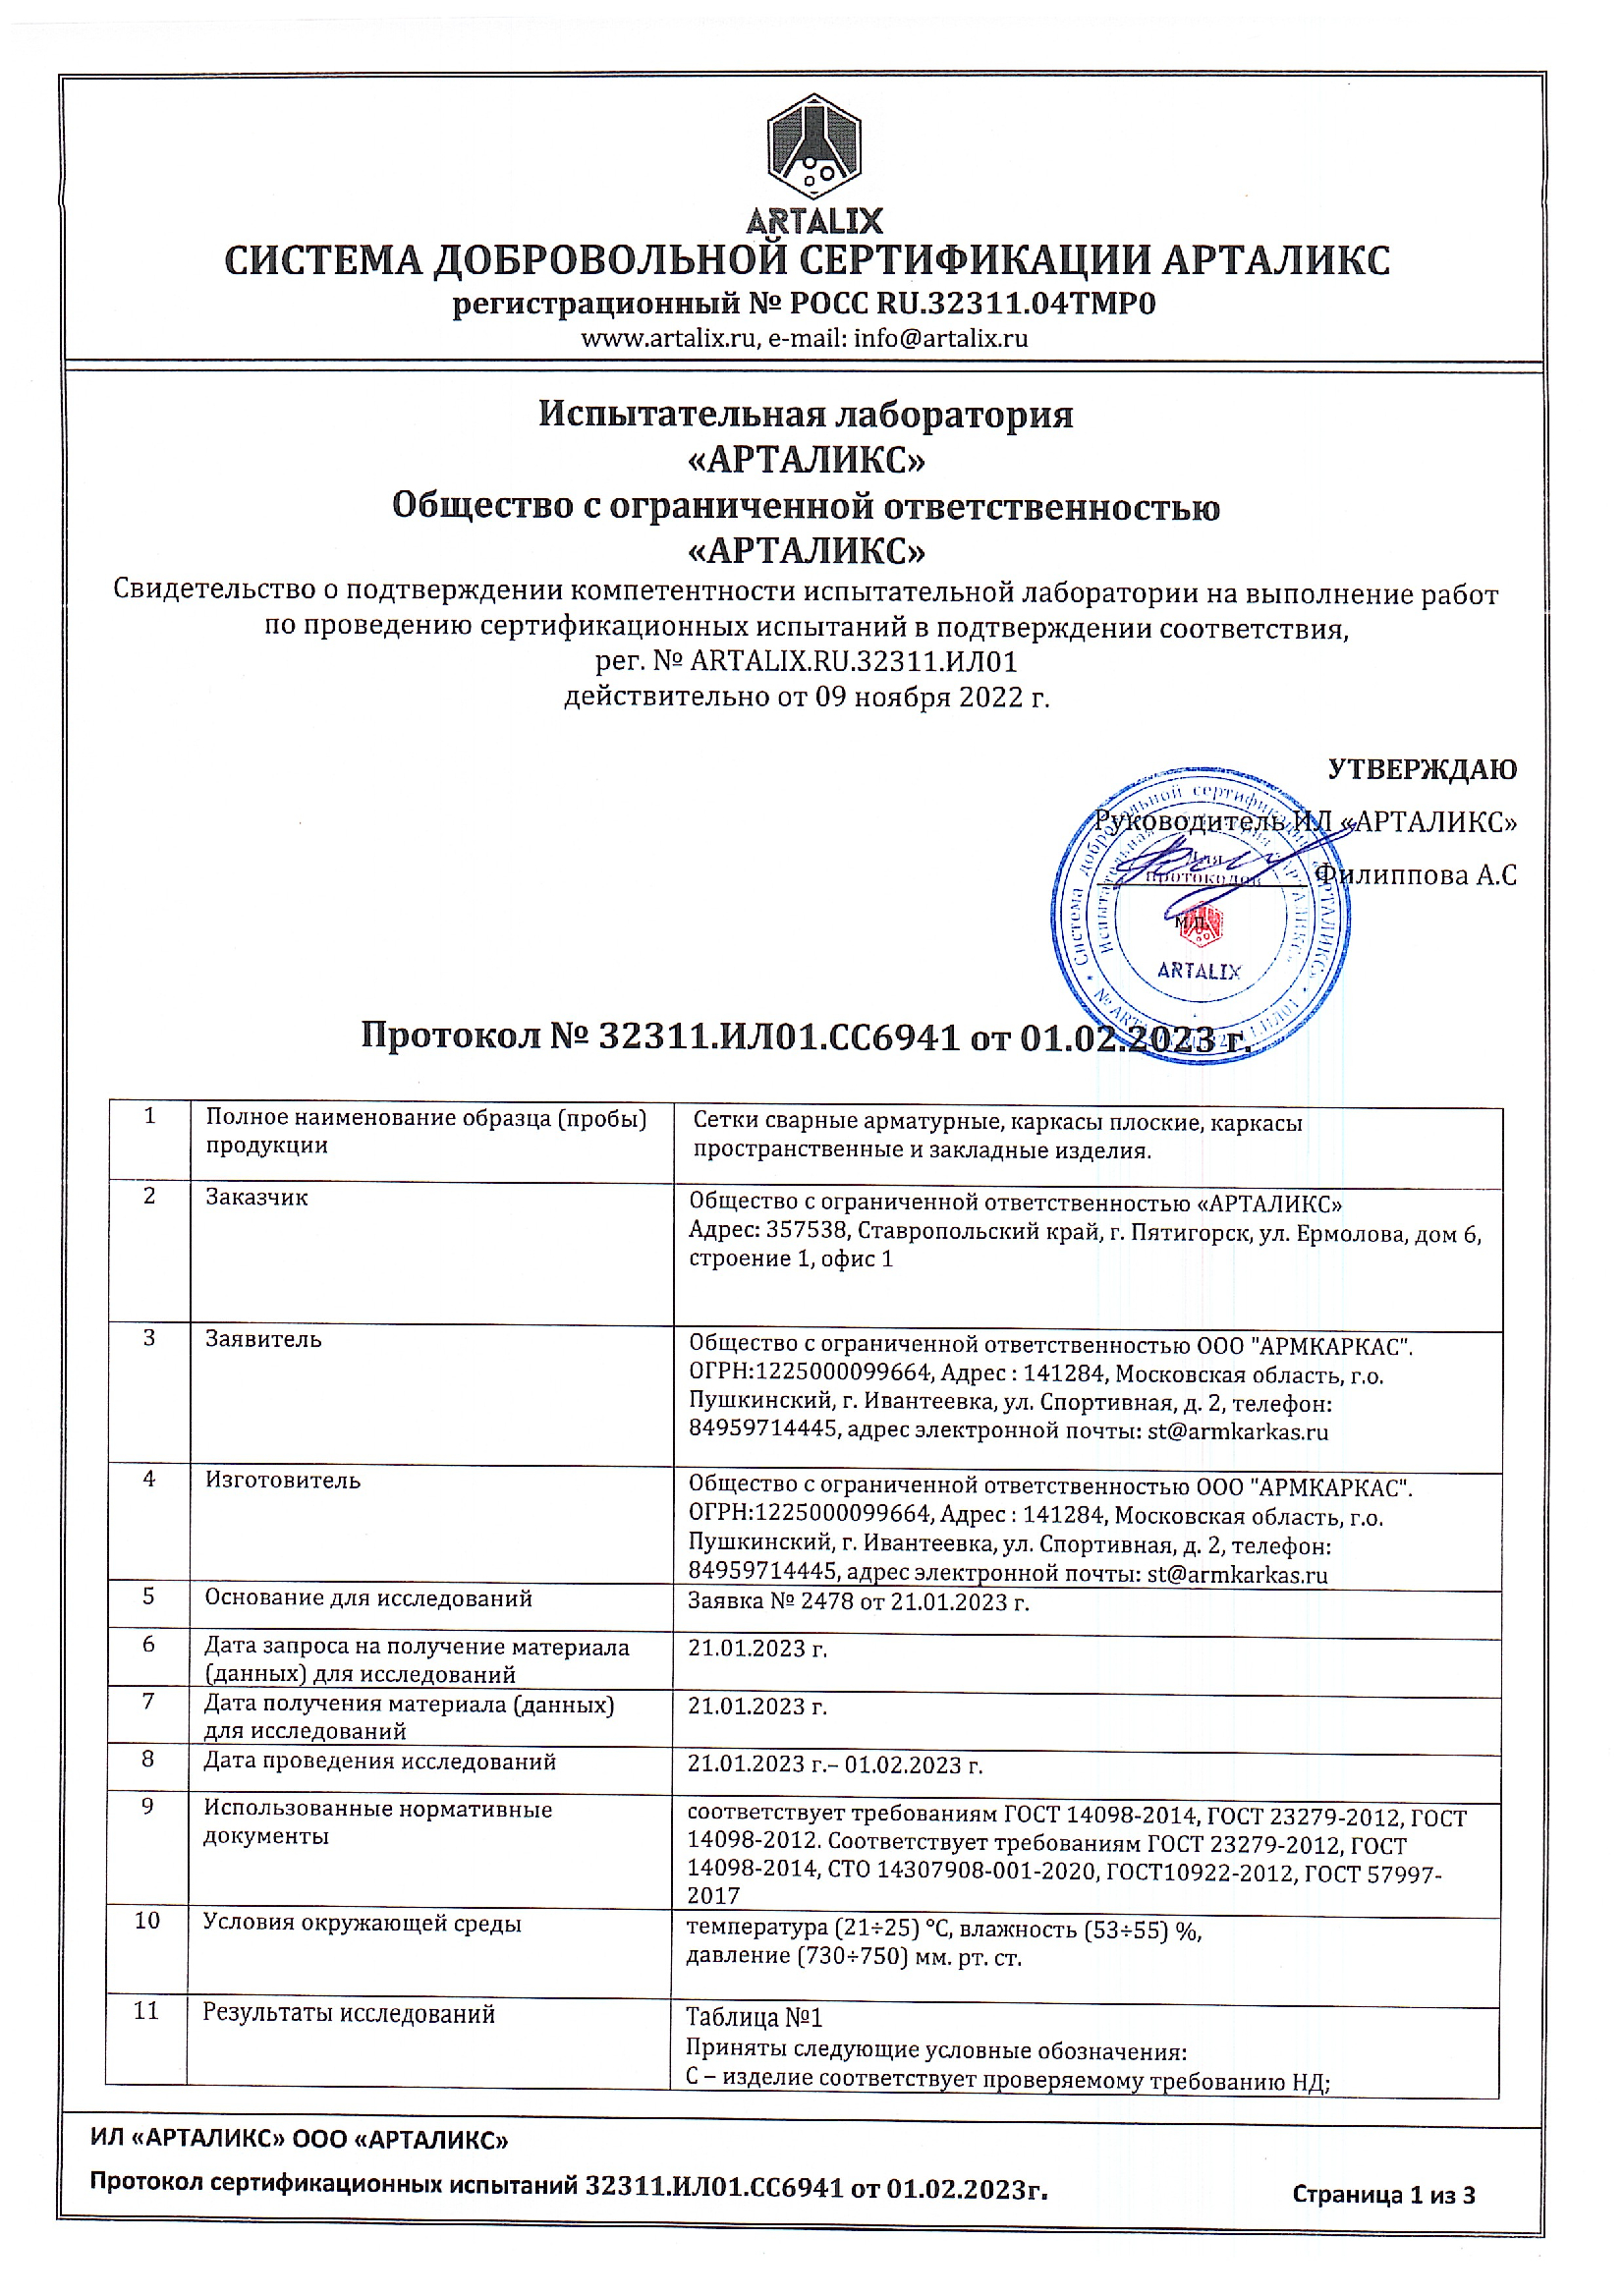 ARTALIX
СИСТЕМА ДОБРОВОЛЬНОЙ СЕРТИФИКАЦИИ АРТАЛИКС
регистрационный № РОСС RU.32311.04ТМР0
www.artalix.ru, e-mail: info@artalix.ru
Испытательная лаборатория
«АРТАЛИКС»
Общество с ограниченной ответственностью
«АРТАЛИКС»
Свидетельство о подтверждении компетентности испытательной лаборатории на выполнение работ
по проведению сертификационных испытаний в подтверждении соответствия,
рег. № ARTALIX.RU.32311.ИЛ01
действительно от 09 ноября 2022 г.
УТВЕРЖДАЮ
Руководитель ИЛ «АРТАЛИКС»
Филиппова А.С
Для
протоколов
М.П.
ARTALIX
Протокол № 32311.ИЛ01.СС6941 от 01.02.2023 г.
1
Полное наименование образца (пробы)
продукции
Сетки сварные арматурные, каркасы плоские, каркасы
пространственные и закладные изделия.
2
Заказчик
Общество с ограниченной ответственностью «АРТАЛИКС»
Адрес: 357538, Ставропольский край, г. Пятигорск, ул. Ермолова, дом 6,
строение 1, офис 1
3
Заявитель
Общество с ограниченной ответственностью ООО "АРМКАРКАС".
ОГРН:1225000099664, Адрес : 141284, Московская область, г.о.
Пушкинский, г. Ивантеевка, ул. Спортивная, д. 2, телефон:
84959714445, адрес электронной почты: st@armkarkas.ru
4
Изготовитель
Общество с ограниченной ответственностью ООО "АРМКАРКАС".
ОГРН:1225000099664, Адрес : 141284, Московская область, г.о.
Пушкинский, г. Ивантеевка, ул. Спортивная, д. 2, телефон:
84959714445, адрес электронной почты: st@armkarkas.ru
5
Основание для исследований
Заявка № 2478 от 21.01.2023 г.
6
Дата запроса на получение материала
(данных) для исследований
21.01.2023 г.
7
Дата получения материала (данных)
для исследований
21.01.2023 г.
8
Дата проведения исследований
21.01.2023 г.– 01.02.2023 г.
9
Использованные нормативные
документы
соответствует требованиям ГОСТ 14098-2014, ГОСТ 23279-2012, ГОСТ
14098-2012. Соответствует требованиям ГОСТ 23279-2012, ГОСТ
14098-2014, СТО 14307908-001-2020, ГОСТ10922-2012, ГОСТ 57997-
2017
10
Условия окружающей среды
температура (21÷25) °С, влажность (53÷55) %,
давление (730÷750) мм. рт. ст.
11
Результаты исследований
Таблица №1
Приняты следующие условные обозначения:
С – изделие соответствует проверяемому требованию НД;
ИЛ «АРТАЛИКС» ООО «АРТАЛИКС»
Протокол сертификационных испытаний 32311.ИЛ01.СС6941 от 01.02.2023г.
Страница 1 из 3